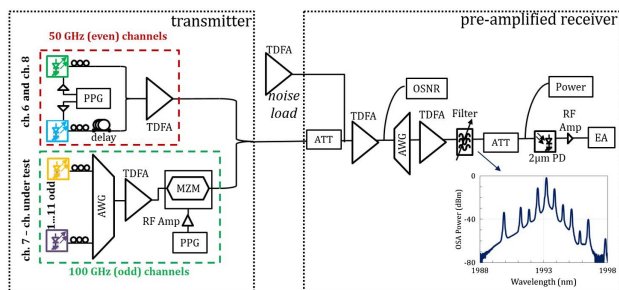 transmitter
pre-amplified receiver
50 GHz (even) channels
ch. 6 and ch.8
PPG
delay
TDFA
TDFA
noise
load
OSNR
Power
ATT
TDFA
AWG
TDFA
Filter
ATT
2µm PD
RF
Amp
EA
ch. 7 – ch. under test
1...11 odd
AWG
TDFA
MZM
RF Amp
PPG
100 GHz (odd) channels
OSA Power (dBm)
0
-40
-80
1988
1993
1998
Wavelength (nm)